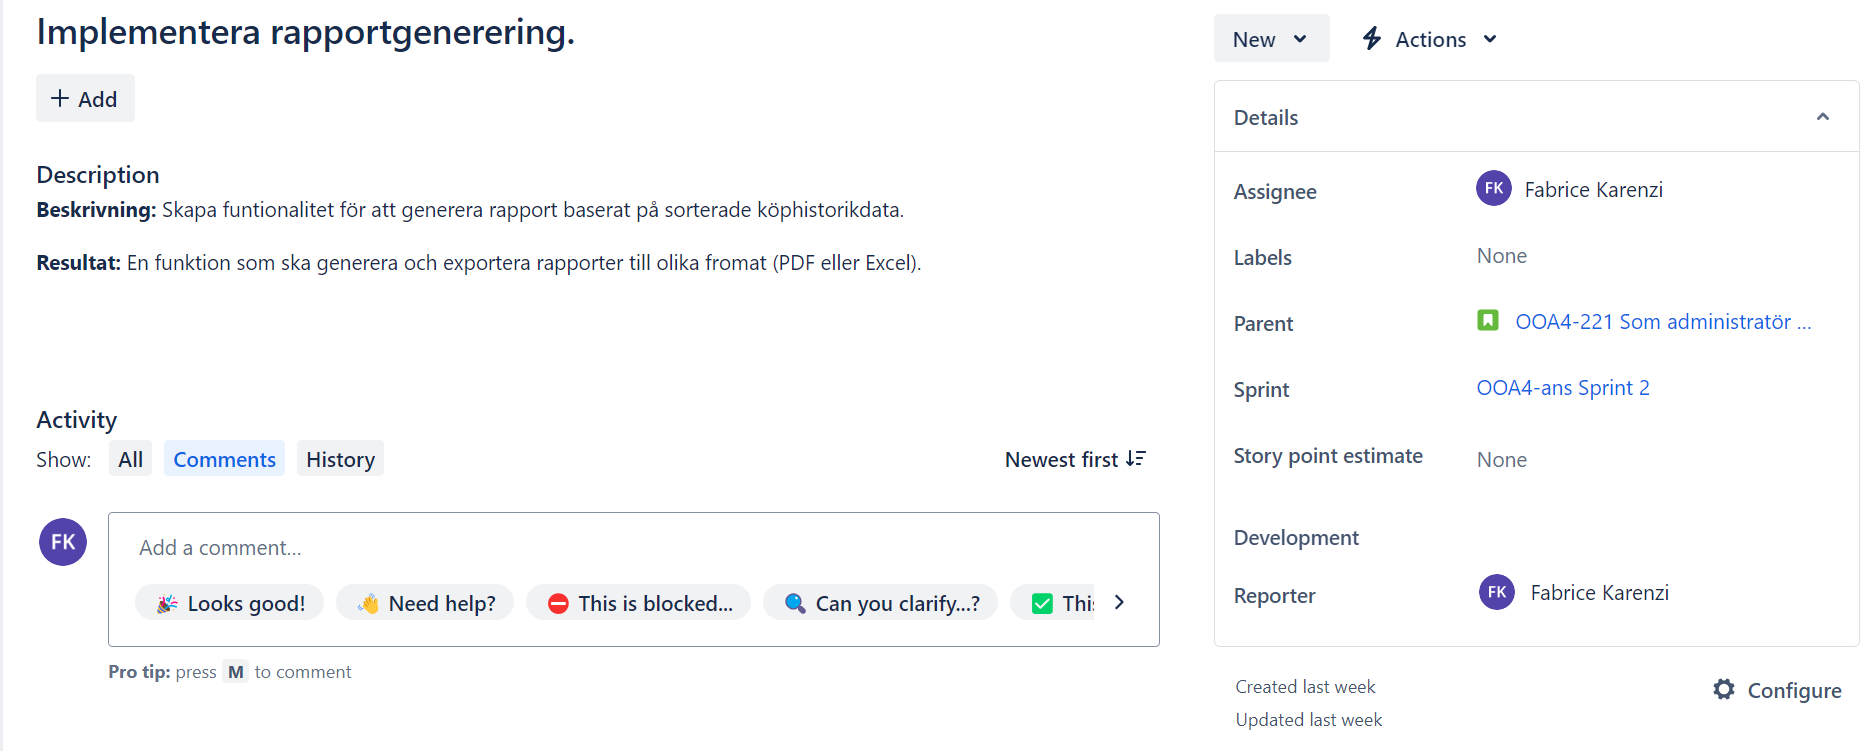 Implementera rapportgenerering.
Add
Description
Beskrivning: Skapa funtionalitet för att generera rapport baserat på sorterade köphistorikdata.
Resultat: En funktion som ska generera och exportera rapporter till olika fromat (PDF eller Excel).
Activity
Show: All Comments History
Newest first
FK
Add a comment...
Looks good! Need help? This is blocked... Can you clarify...?
Pro tip: press M to comment
New Actions
Details
Assignee FK Fabrice Karenzi
Labels None
Parent OOA4-221 Som administratör ...
Sprint OOA4-ans Sprint 2
Story point estimate None
Development
Reporter FK Fabrice Karenzi
Created last week
Updated last week
Configure